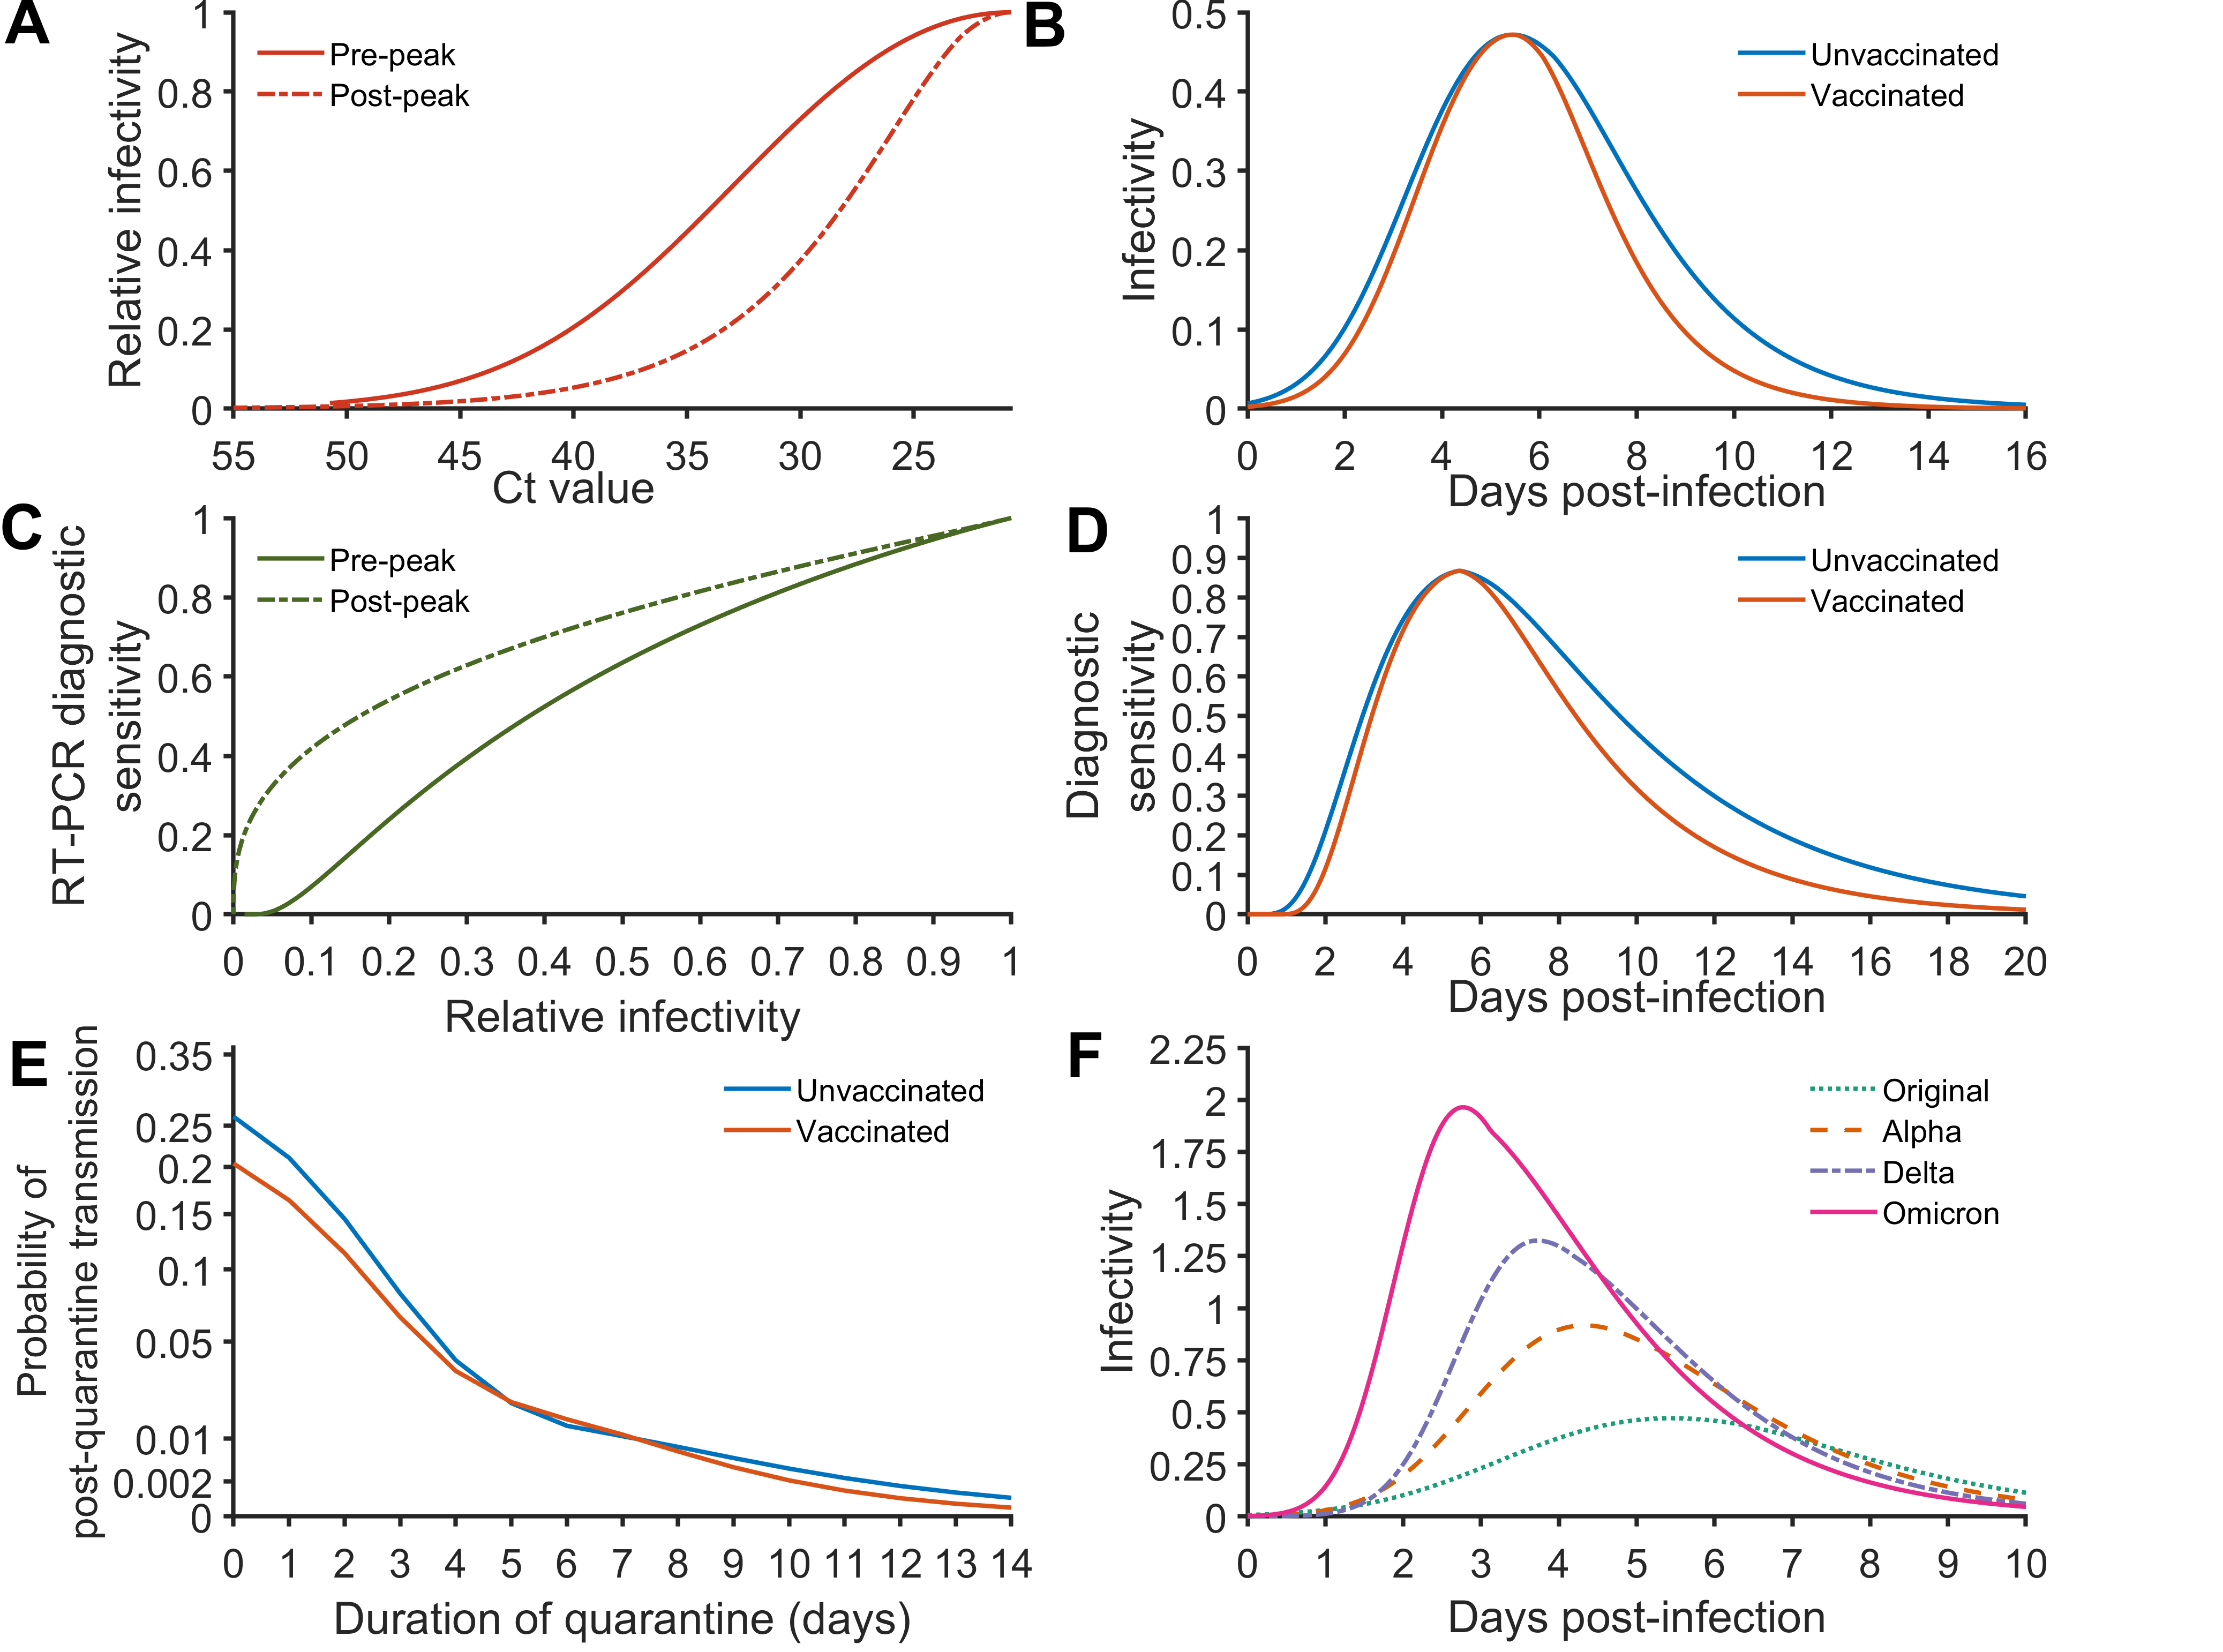 A
Relative infectivity
1
0.8
0.6
0.4
0.2
0
Pre-peak
Post-peak
55 50 45 40 35 30 25
Ct value
B
Infectivity
0.5
0.4
0.3
0.2
0.1
0
Unvaccinated
Vaccinated
0 2 4 6 8 10 12 14 16
Days post-infection
C
RT-PCR diagnostic
sensitivity
1
0.8
0.6
0.4
0.2
0
Pre-peak
Post-peak
0 0.1 0.2 0.3 0.4 0.5 0.6 0.7 0.8 0.9 1
Relative infectivity
D
Diagnostic
sensitivity
1
0.9
0.8
0.7
0.6
0.5
0.4
0.3
0.2
0.1
0
Unvaccinated
Vaccinated
0 2 4 6 8 10 12 14 16 18 20
Days post-infection
E
Probability of
post-quarantine transmission
0.35
0.25
0.2
0.15
0.1
0.05
0.01
0.002
0
Unvaccinated
Vaccinated
0 1 2 3 4 5 6 7 8 9 10 11 12 13 14
Duration of quarantine (days)
F
Infectivity
2.25
2
1.75
1.5
1.25
1
0.75
0.5
0.25
0
Original
Alpha
Delta
Omicron
0 1 2 3 4 5 6 7 8 9 10
Days post-infection